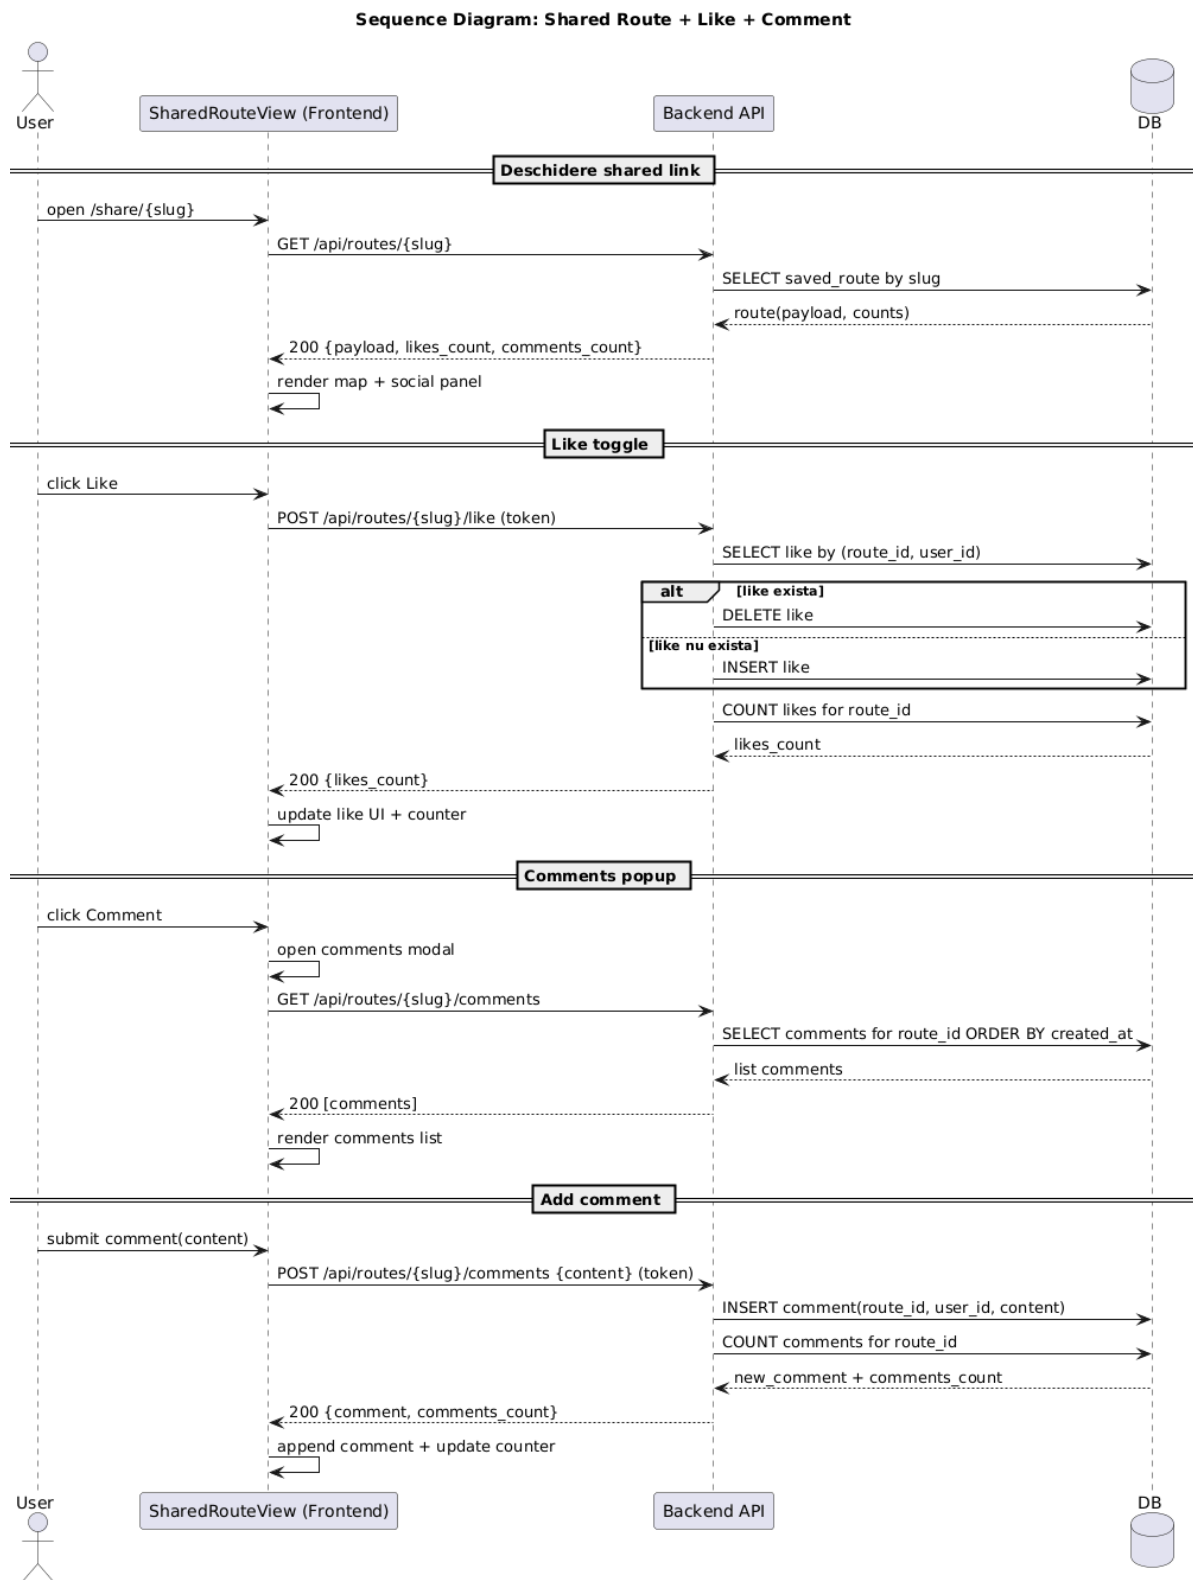 Sequence Diagram: Shared Route + Like + Comment
User
SharedRouteView (Frontend)
Backend API
DB
Deschidere shared link
open /share/{slug}
GET /api/routes/{slug}
SELECT saved_route by slug
route(payload, counts)
200 {payload, likes_count, comments_count}
render map + social panel
Like toggle
click Like
POST /api/routes/{slug}/like (token)
SELECT like by (route_id, user_id)
alt [like exista]
DELETE like
[like nu exista]
INSERT like
COUNT likes for route_id
likes_count
200 {likes_count}
update like UI + counter
Comments popup
click Comment
open comments modal
GET /api/routes/{slug}/comments
SELECT comments for route_id ORDER BY created_at
list comments
200 [comments]
render comments list
Add comment
submit comment(content)
POST /api/routes/{slug}/comments {content} (token)
INSERT comment(route_id, user_id, content)
COUNT comments for route_id
new_comment + comments_count
200 {comment, comments_count}
append comment + update counter
User
SharedRouteView (Frontend)
Backend API
DB